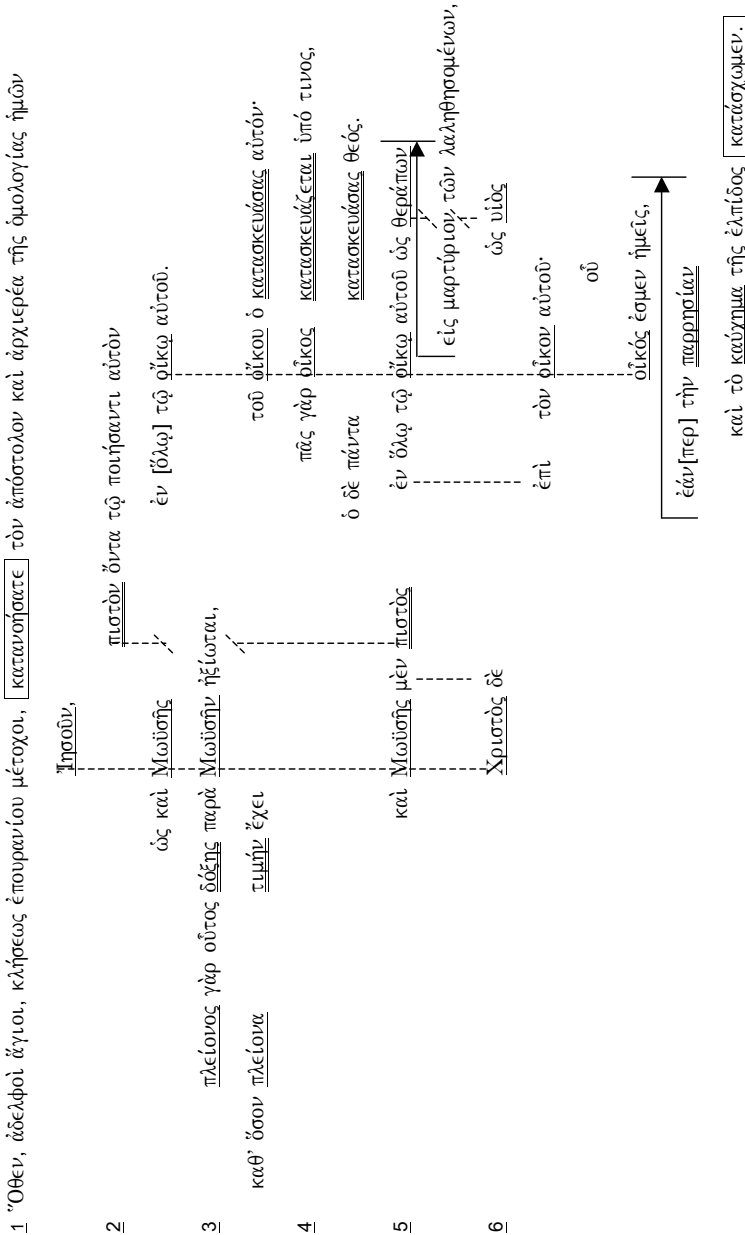 1 Ὅθεν, ἀδελφοὶ ἅγιοι, κλήσεως ἐπουρανίου μέτοχοι, κατανοήσατε τὸν ἀπόστολον καὶ ἀρχιερέα τῆς ὁμολογίας ἡμῶν
Ἰησοῦν,
2 πιστὸν ὄντα τῷ ποιήσαντι αὐτὸν
ὡς καὶ Μωϋσῆς ἐν [ὅλῳ] τῷ οἴκῳ αὐτοῦ.
3 πλείονος γὰρ οὗτος δόξης παρὰ Μωϋσῆν ἠξίωται,
καθ' ὅσον πλείονα τιμὴν ἔχει τοῦ οἴκου ὁ κατασκευάσας αὐτόν·
4 πᾶς γὰρ οἶκος κατασκευάζεται ὑπό τινος,
ὁ δὲ πάντα κατασκευάσας θεός.
5 καὶ Μωϋσῆς μὲν πιστὸς ἐν ὅλῳ τῷ οἴκῳ αὐτοῦ ὡς θεράπων
εἰς μαρτύριον τῶν λαληθησομένων,
6 Χριστὸς δὲ ὡς υἱὸς
ἐπὶ τὸν οἶκον αὐτοῦ·
οὗ
οἶκός ἐσμεν ἡμεῖς,
ἐάν[περ] τὴν παρρησίαν
καὶ τὸ καύχημα τῆς ἐλπίδος κατάσχωμεν.